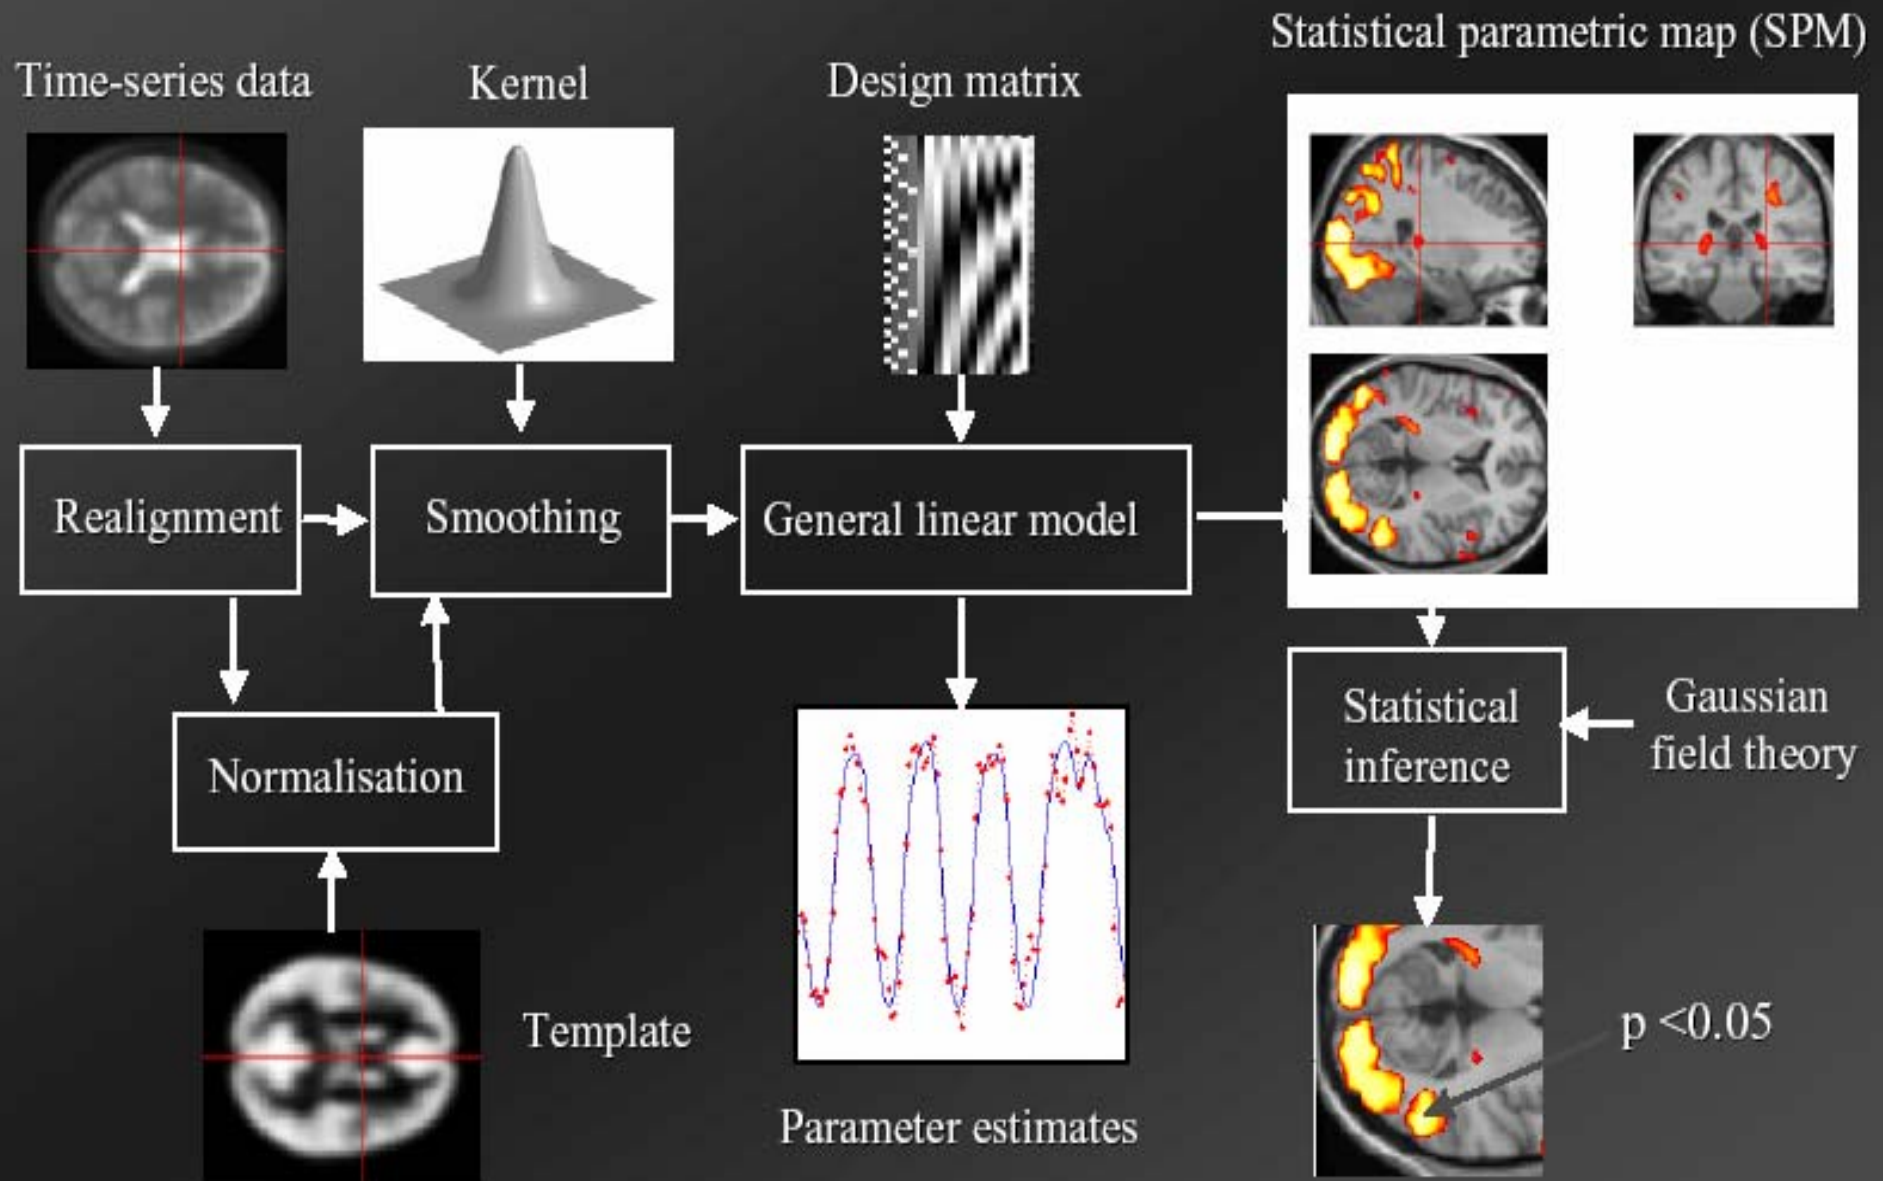 Statistical parametric map (SPM)
Time-series data
Kernel
Design matrix
Realignment
Smoothing
General linear model
Statistical
inference
Gaussian
field theory
Normalisation
Template
p <0.05
Parameter estimates